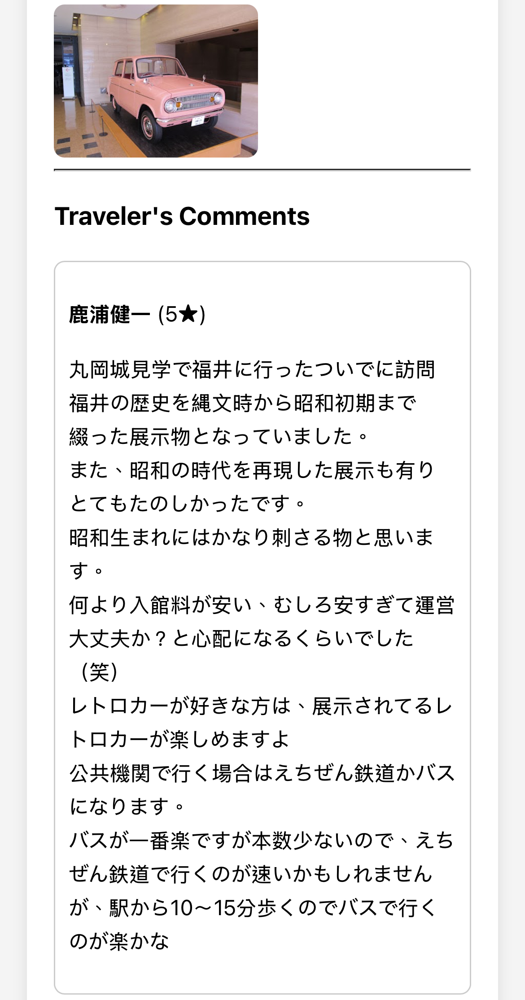 Traveler's Comments
鹿浦健一 (5★)
丸岡城見学で福井に行ったついでに訪問
福井の歴史を縄文時から昭和初期まで
綴った展示物となっていました。
また、昭和の時代を再現した展示も有り
とてもたのしかったです。
昭和生まれにはかなり刺さる物と思いま
す。
何より入館料が安い、むしろ安すぎて運営
大丈夫か？と心配になるくらいでした
（笑）
レトロカーが好きな方は、展示されてるレ
トロカーが楽しめますよ
公共機関で行く場合はえちぜん鉄道かバス
になります。
バスが一番楽ですが本数少ないので、えち
ぜん鉄道で行くのが速いかもしれません
が、駅から10〜15分歩くのでバスで行く
のが楽かな